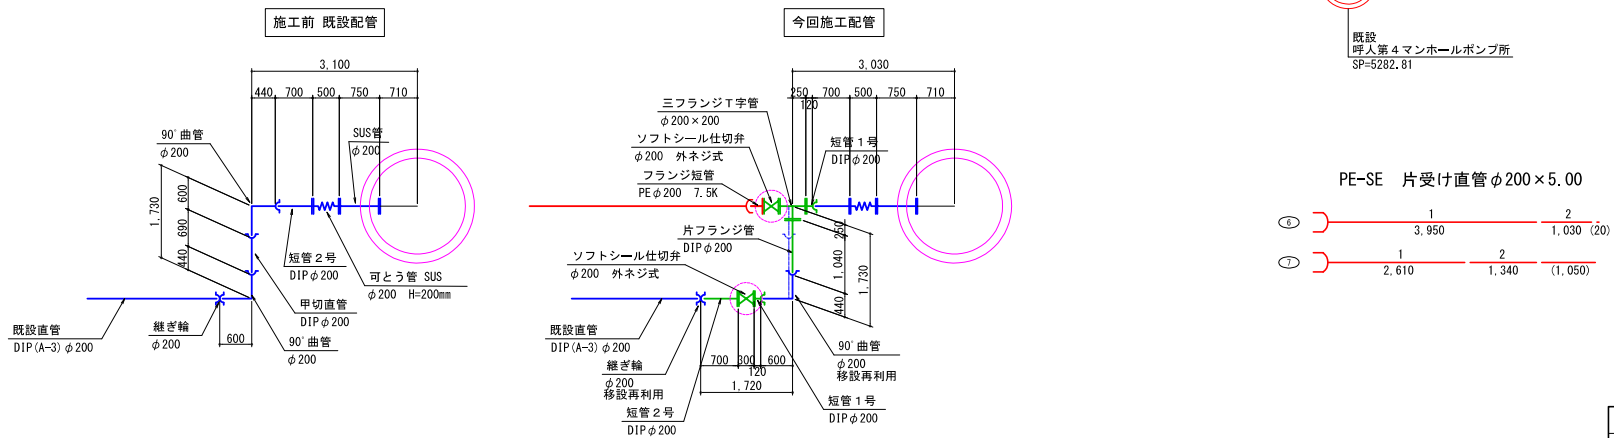 施工前 既設配管
3,100
440 700 500 750 710
90°曲管
φ200
SUS管
φ200
1,730
600
690
440
短管２号
DIPφ200
可とう管 SUS
φ200 H=200mm
甲切直管
DIPφ200
既設直管
DIP(A-3)φ200
継ぎ輪
φ200
600
90°曲管
φ200
今回施工配管
3,030
250 700 500 750 710
120
三フランジＴ字管
φ200×200
ソフトシール仕切弁
φ200 外ネジ式
フランジ短管
PEφ200 7.5K
短管１号
DIPφ200
片フランジ管
DIPφ200
ソフトシール仕切弁
φ200 外ネジ式
250
1,040
440
1,730
既設直管
DIP(A-3)φ200
継ぎ輪
φ200
移設再利用
短管２号
DIPφ200
700 300 600
120
1,720
90°曲管
φ200
移設再利用
短管１号
DIPφ200
既設
呼人第４マンホールポンプ所
SP=5282.81
PE-SE 片受け直管φ200×5.00
⑥ 1 2
3,950 1,030 (20)
⑦ 1 2
2,610 1,340 (1,050)